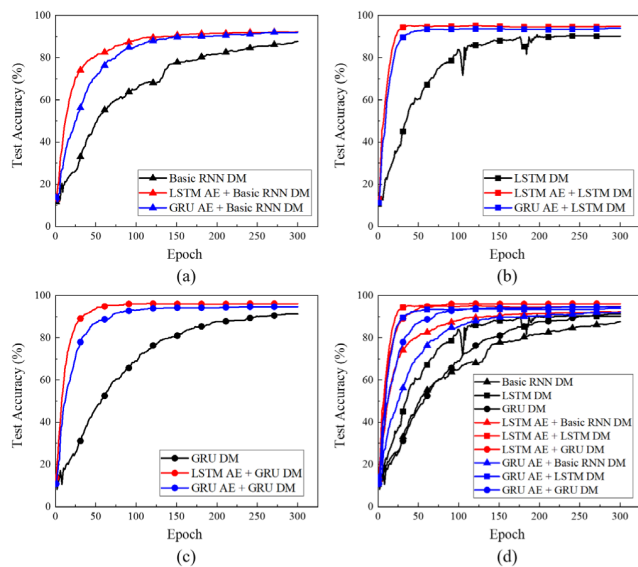 100
80
60
40
20
0
Test Accuracy (%)
Basic RNN DM
LSTM AE + Basic RNN DM
GRU AE + Basic RNN DM
0 50 100 150 200 250 300
Epoch
(a)
100
80
60
40
20
0
Test Accuracy (%)
LSTM DM
LSTM AE + LSTM DM
GRU AE + LSTM DM
0 50 100 150 200 250 300
Epoch
(b)
100
80
60
40
20
0
Test Accuracy (%)
GRU DM
LSTM AE + GRU DM
GRU AE + GRU DM
0 50 100 150 200 250 300
Epoch
(c)
100
80
60
40
20
0
Test Accuracy (%)
Basic RNN DM
LSTM DM
GRU DM
LSTM AE + Basic RNN DM
LSTM AE + LSTM DM
LSTM AE + GRU DM
GRU AE + Basic RNN DM
GRU AE + LSTM DM
GRU AE + GRU DM
0 50 100 150 200 250 300
Epoch
(d)